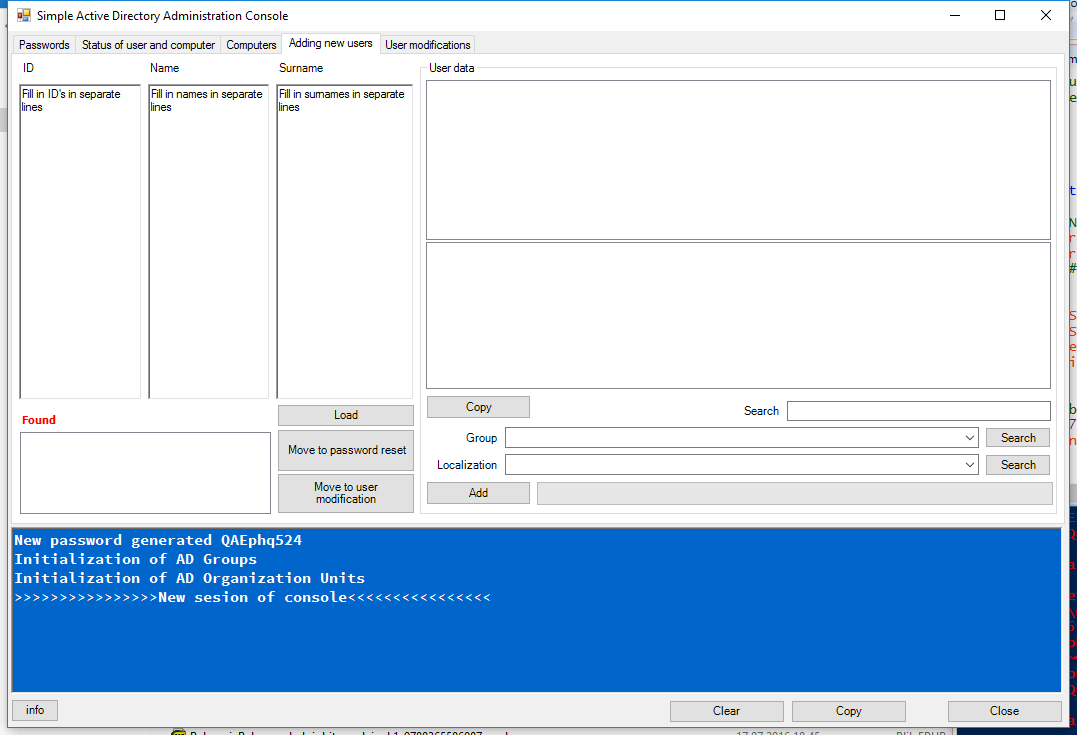 Simple Active Directory Administration Console
Passwords
Status of user and computer
Computers
Adding new users
User modifications
ID
Name
Surname
User data
Fill in ID's in separate
lines
Fill in names in separate
lines
Fill in surnames in separate
lines
Found
Load
Move to password reset
Move to user
modification
Copy
Search
Group
Search
Localization
Search
Add
New password generated QAEphq524
Initialization of AD Groups
Initialization of AD Organization Units
>>>>>>>>>>>>>>>>New sesion of console<<<<<<<<<<<<<<<<
info
Clear
Copy
Close